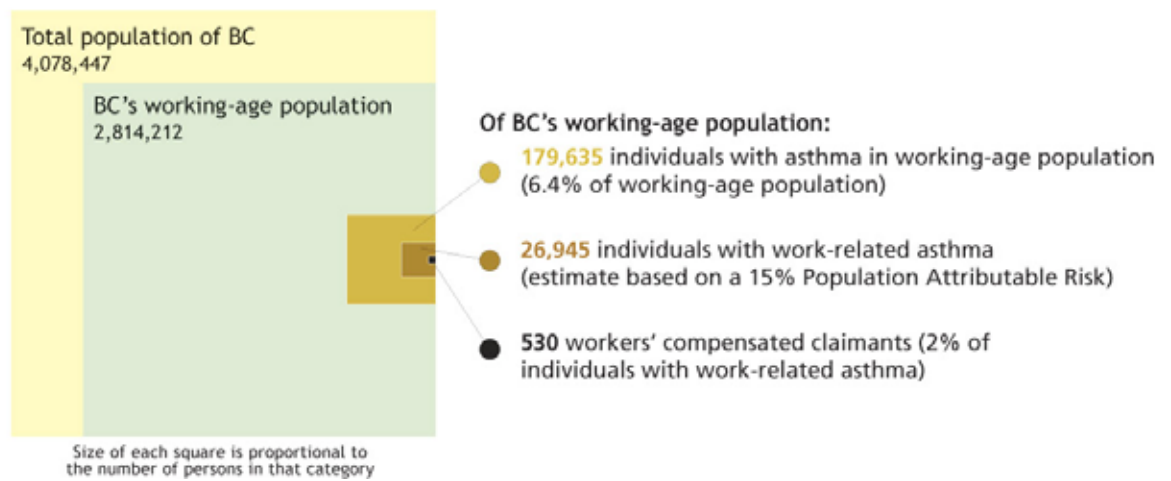 Total population of BC
4,078,447
BC's working-age population
2,814,212
Of BC's working-age population:
179,635 individuals with asthma in working-age population
(6.4% of working-age population)
26,945 individuals with work-related asthma
(estimate based on a 15% Population Attributable Risk)
530 workers' compensated claimants (2% of
individuals with work-related asthma)
Size of each square is proportional to
the number of persons in that category